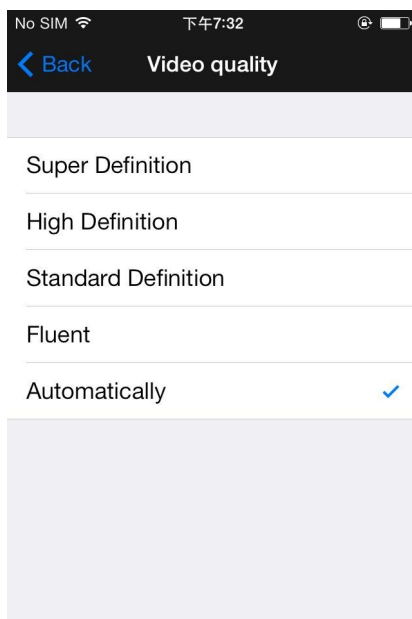 No SIM 下午7:32
Back Video quality
Super Definition
High Definition
Standard Definition
Fluent
Automatically